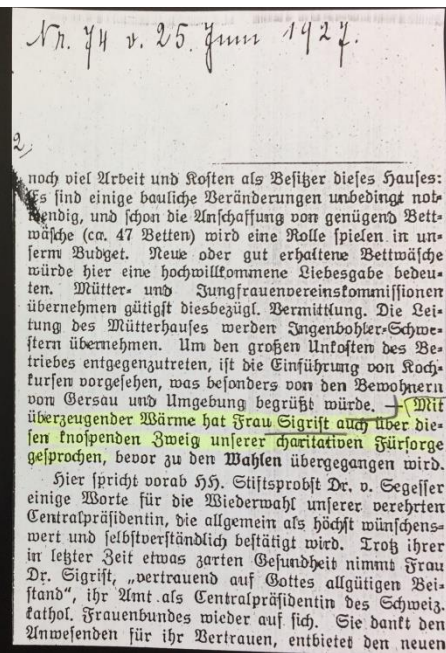 Nr. 74 v. 25. Juni 1927.
2,
noch viel Arbeit und Kosten als Besitzer dieses Hauses:
Es sind einige bauliche Veränderungen unbedingt not-
wendig, und schon die Anschaffung von genügend Bett-
wäsche (ca. 47 Betten) wird eine Rolle spielen in un-
serm Budget. Neue oder gut erhaltene Bettwäsche
würde hier eine hochwillkommene Liebesgabe bedeu-
ten. Mütter- und Jungfrauenvereinskommissionen
übernehmen gütigst diesbezügl. Vermittlung. Die Lei-
tung des Mütterhauses werden Ingenbohler-Schwe-
stern übernehmen. Um den großen Unkosten des Be-
triebes entgegenzutreten, ist die Einführung von Koch-
kursen vorgesehen, was besonders von den Bewohnern
von Gersau und Umgebung begrüßt würde. Mit
überzeugender Wärme hat Frau Sigrist auch über die-
sen knospenden Zweig unserer charitativen Fürsorge
gesprochen, bevor zu den Wahlen übergegangen wird.
Hier spricht vorab HH. Stiftsprobst Dr. v. Segesser
einige Worte für die Wiederwahl unserer verehrten
Centralpräsidentin, die allgemein als höchst wünschens-
wert und selbstverständlich bestätigt wird. Trotz ihrer
in letzter Zeit etwas zarten Gesundheit nimmt Frau
Dr. Sigrist, „vertrauend auf Gottes allgütigen Bei-
stand", ihr Amt als Centralpräsidentin des Schweiz.
kathol. Frauenbundes wieder auf sich. Sie dankt den
Anwesenden für ihr Vertrauen, entbietet den neuen